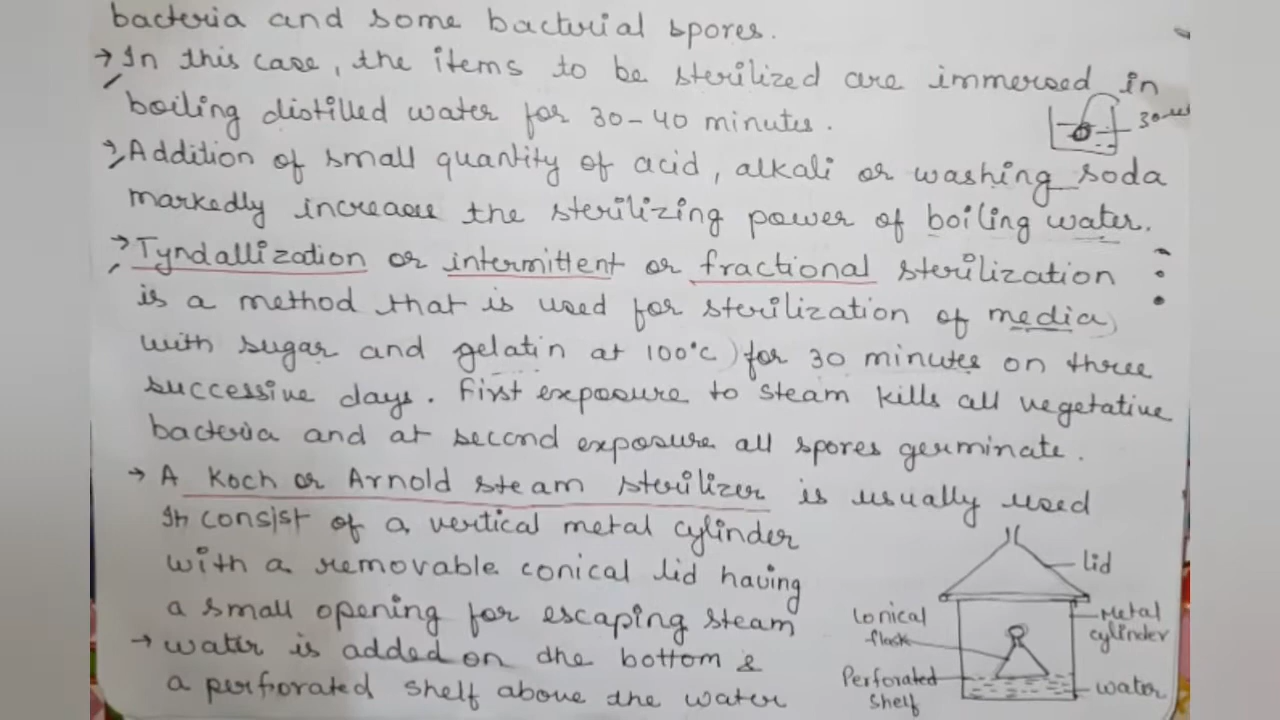 bacteria and some bacterial spores.
→ In this case, the items to be sterilized are immersed in
boiling distilled water for 30-40 minutes.
→ Addition of small quantity of acid, alkali or washing soda
markedly increase the sterilizing power of boiling water.
→ Tyndallization or intermittent or fractional sterilization
is a method that is used for sterilization of media
with sugar and gelatin at 100°C for 30 minutes on three
successive days. First exposure to steam kills all vegetative
bacteria and at second exposure all spores germinate.
→ A Koch or Arnold steam sterilizer is usually used
It consist of a vertical metal cylinder
with a removable conical lid having
a small opening for escaping steam
→ water is added on the bottom &
a perforated shelf above the water
lid
Conical
flask
Metal
cylinder
Perforated
shelf
water